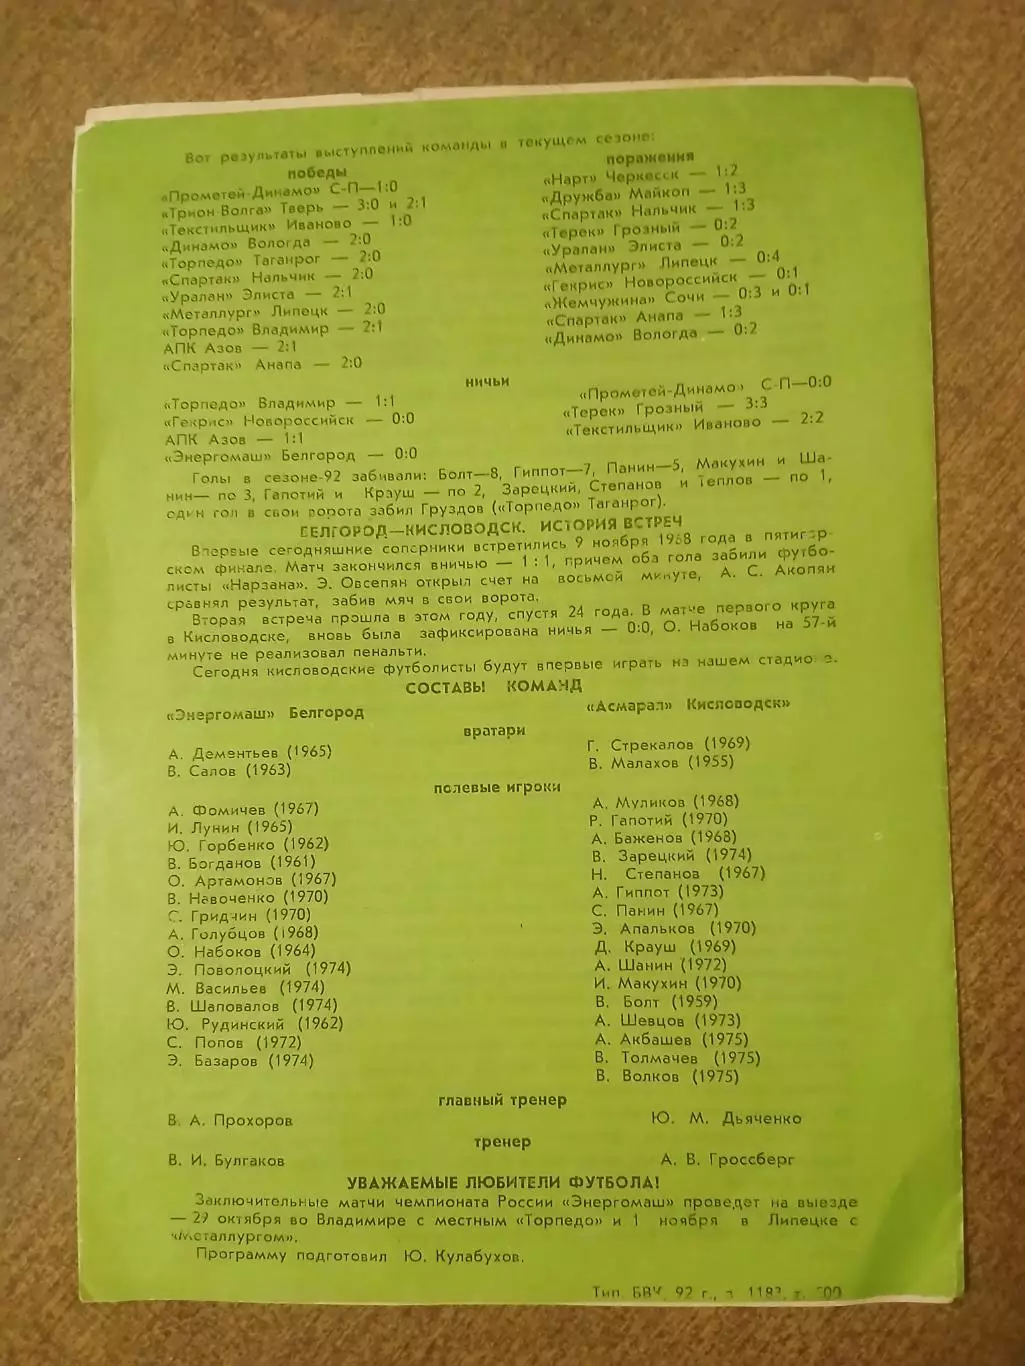 Вот результаты выступлений команды в текущем сезоне:
победы
«Прометей-Динамо» С-П—1:0
«Трион-Волга» Тверь — 3:0 и 2:1
«Текстильщик» Иваново — 1:0
«Динамо» Вологда — 2:0
«Торпедо» Таганрог — 2:0
«Спартак» Нальчик — 2:0
«Уралан» Элиста — 2:1
«Металлург» Липецк — 2:0
«Торпедо» Владимир — 2:1
АПК Азов — 2:1
«Спартак» Анапа — 2:0
поражения
«Нарт» Черкесск — 1:2
«Дружба» Майкоп — 1:3
«Спартак» Нальчик — 1:3
«Терек» Грозный — 0:2
«Уралан» Элиста — 0:2
«Металлург» Липецк — 0:4
«Гекрис» Новороссийск — 0:1
«Жемчужина» Сочи — 0:3 и 0:1
«Спартак» Анапа — 1:3
«Динамо» Вологда — 0:2
ничьи
«Торпедо» Владимир — 1:1
«Гекрис» Новороссийск — 0:0
АПК Азов — 1:1
«Энергомаш» Белгород — 0:0
«Прометей-Динамо» С-П—0:0
«Терек» Грозный — 3:3
«Текстильщик» Иваново — 2:2
Голы в сезоне-92 забивали: Болт—8, Гиппот—7, Панин—5, Макухин и Ша-
нин— по 3, Гапотий и Крауш — по 2, Зарецкий, Степанов и Теплов — по 1,
один гол в свои ворота забил Груздов («Торпедо» Таганрог).
БЕЛГОРОД—КИСЛОВОДСК. ИСТОРИЯ ВСТРЕЧ
Впервые сегодняшние соперники встретились 9 ноября 1968 года в пятигор-
ском финале. Матч закончился вничью — 1:1, причем оба гола забили футбо-
листы «Нарзана». Э. Овсепян открыл счет на восьмой минуте, А. С. Акопян
сравнял результат, забив мяч в свои ворота.
Вторая встреча прошла в этом году, спустя 24 года. В матче первого круга
в Кисловодске, вновь была зафиксирована ничья — 0:0, О. Набоков на 57-й
минуте не реализовал пенальти.
Сегодня кисловодские футболисты будут впервые играть на нашем стадионе.
СОСТАВЫ КОМАНД
«Энергомаш» Белгород
«Асмарал» Кисловодск»
вратари
А. Дементьев (1965)
В. Салов (1963)
Г. Стрекалов (1969)
В. Малахов (1955)
полевые игроки
А. Фомичев (1967)
И. Лунин (1965)
Ю. Горбенко (1962)
В. Богданов (1961)
О. Артамонов (1967)
В. Навоченко (1970)
С. Гриднин (1970)
А. Голубцов (1968)
О. Набоков (1964)
Э. Поволоцкий (1974)
М. Васильев (1974)
В. Шаповалов (1974)
Ю. Рудинский (1962)
С. Попов (1972)
Э. Базаров (1974)
А. Муликов (1968)
Р. Гапотий (1970)
А. Баженов (1968)
В. Зарецкий (1974)
Н. Степанов (1967)
А. Гиппот (1973)
С. Панин (1967)
Э. Апальков (1970)
Д. Крауш (1969)
А. Шанин (1972)
И. Макухин (1970)
В. Болт (1959)
А. Шевцов (1973)
А. Акбашев (1975)
В. Толмачев (1975)
В. Волков (1975)
главный тренер
В. А. Прохоров
Ю. М. Дьяченко
тренер
В. И. Булгаков
А. В. Гроссберг
УВАЖАЕМЫЕ ЛЮБИТЕЛИ ФУТБОЛА!
Заключительные матчи чемпионата России «Энергомаш» проведет на выезде
— 29 октября во Владимире с местным «Торпедо» и 1 ноября в Липецке с
«Металлургом».
Программу подготовил Ю. Кулабухов.
Тип. БВУ, 92 г., з. 1183, т.